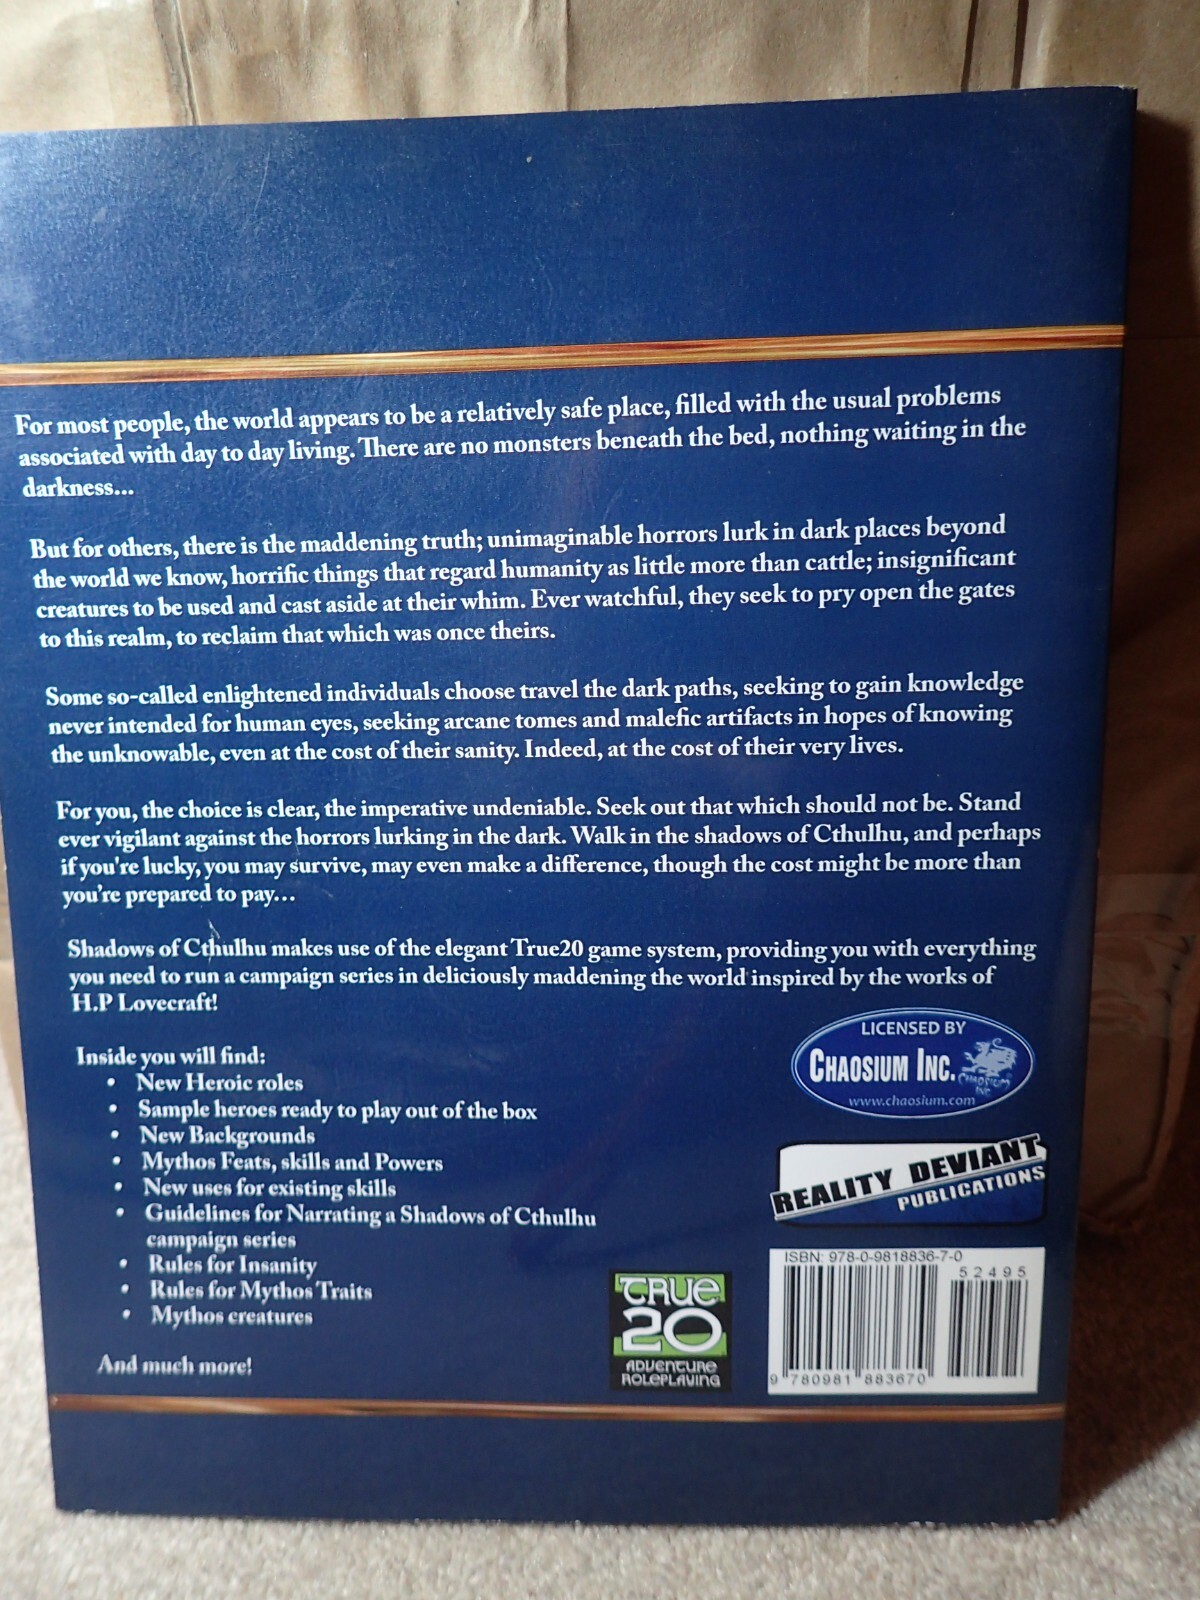 For most people, the world appears to be a relatively safe place, filled with the usual problems
associated with day to day living. There are no monsters beneath the bed, nothing waiting in the
darkness...
But for others, there is the maddening truth; unimaginable horrors lurk in dark places beyond
the world we know, horrific things that regard humanity as little more than cattle; insignificant
creatures to be used and cast aside at their whim. Ever watchful, they seek to pry open the gates
to this realm, to reclaim that which was once theirs.
Some so-called enlightened individuals choose travel the dark paths, seeking to gain knowledge
never intended for human eyes, seeking arcane tomes and malefic artifacts in hopes of knowing
the unknowable, even at the cost of their sanity. Indeed, at the cost of their very lives.
For you, the choice is clear, the imperative undeniable. Seek out that which should not be. Stand
ever vigilant against the horrors lurking in the dark. Walk in the shadows of Cthulhu, and perhaps
if you're lucky, you may survive, may even make a difference, though the cost might be more than
you're prepared to pay...
Shadows of Cthulhu makes use of the elegant True20 game system, providing you with everything
you need to run a campaign series in deliciously maddening the world inspired by the works of
H.P Lovecraft!
Inside you will find:
• New Heroic roles
• Sample heroes ready to play out of the box
• New Backgrounds
• Mythos Feats, skills and Powers
• New uses for existing skills
• Guidelines for Narrating a Shadows of Cthulhu
campaign series
• Rules for Insanity
• Rules for Mythos Traits
• Mythos creatures
And much more!
LICENSED BY
CHAOSIUM INC.
CHAOSIUM
INC
www.chaosium.com
REALITY DEVIANT
PUBLICATIONS
TRUE
20
ADVENTURE
ROLEPLAYING
ISBN: 978-0-9818836-7-0
52495
9 780981 883670